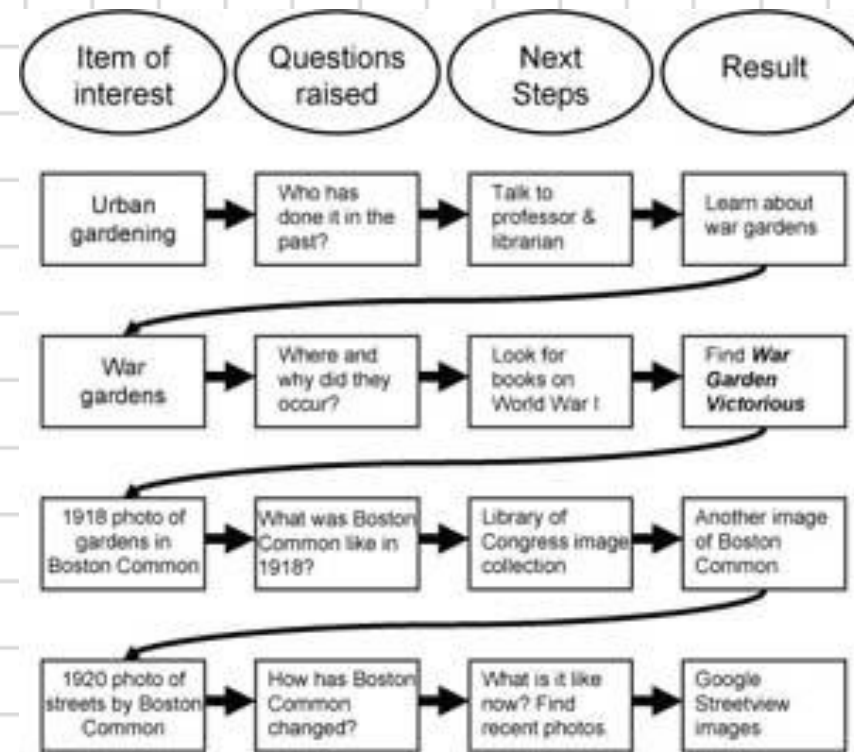 Item of
interest
Questions
raised
Next
Steps
Result
Urban
gardening
Who has
done it in the
past?
Talk to
professor &
librarian
Learn about
war gardens
War
gardens
Where and
why did they
occur?
Look for
books on
World War I
Find War
Garden
Victorious
1918 photo of
gardens in
Boston Common
What was Boston
Common like in
1918?
Library of
Congress image
collection
Another image
of Boston
Common
1920 photo of
streets by Boston
Common
How has Boston
Common
changed?
What is it like
now? Find
recent photos
Google
Streetview
images